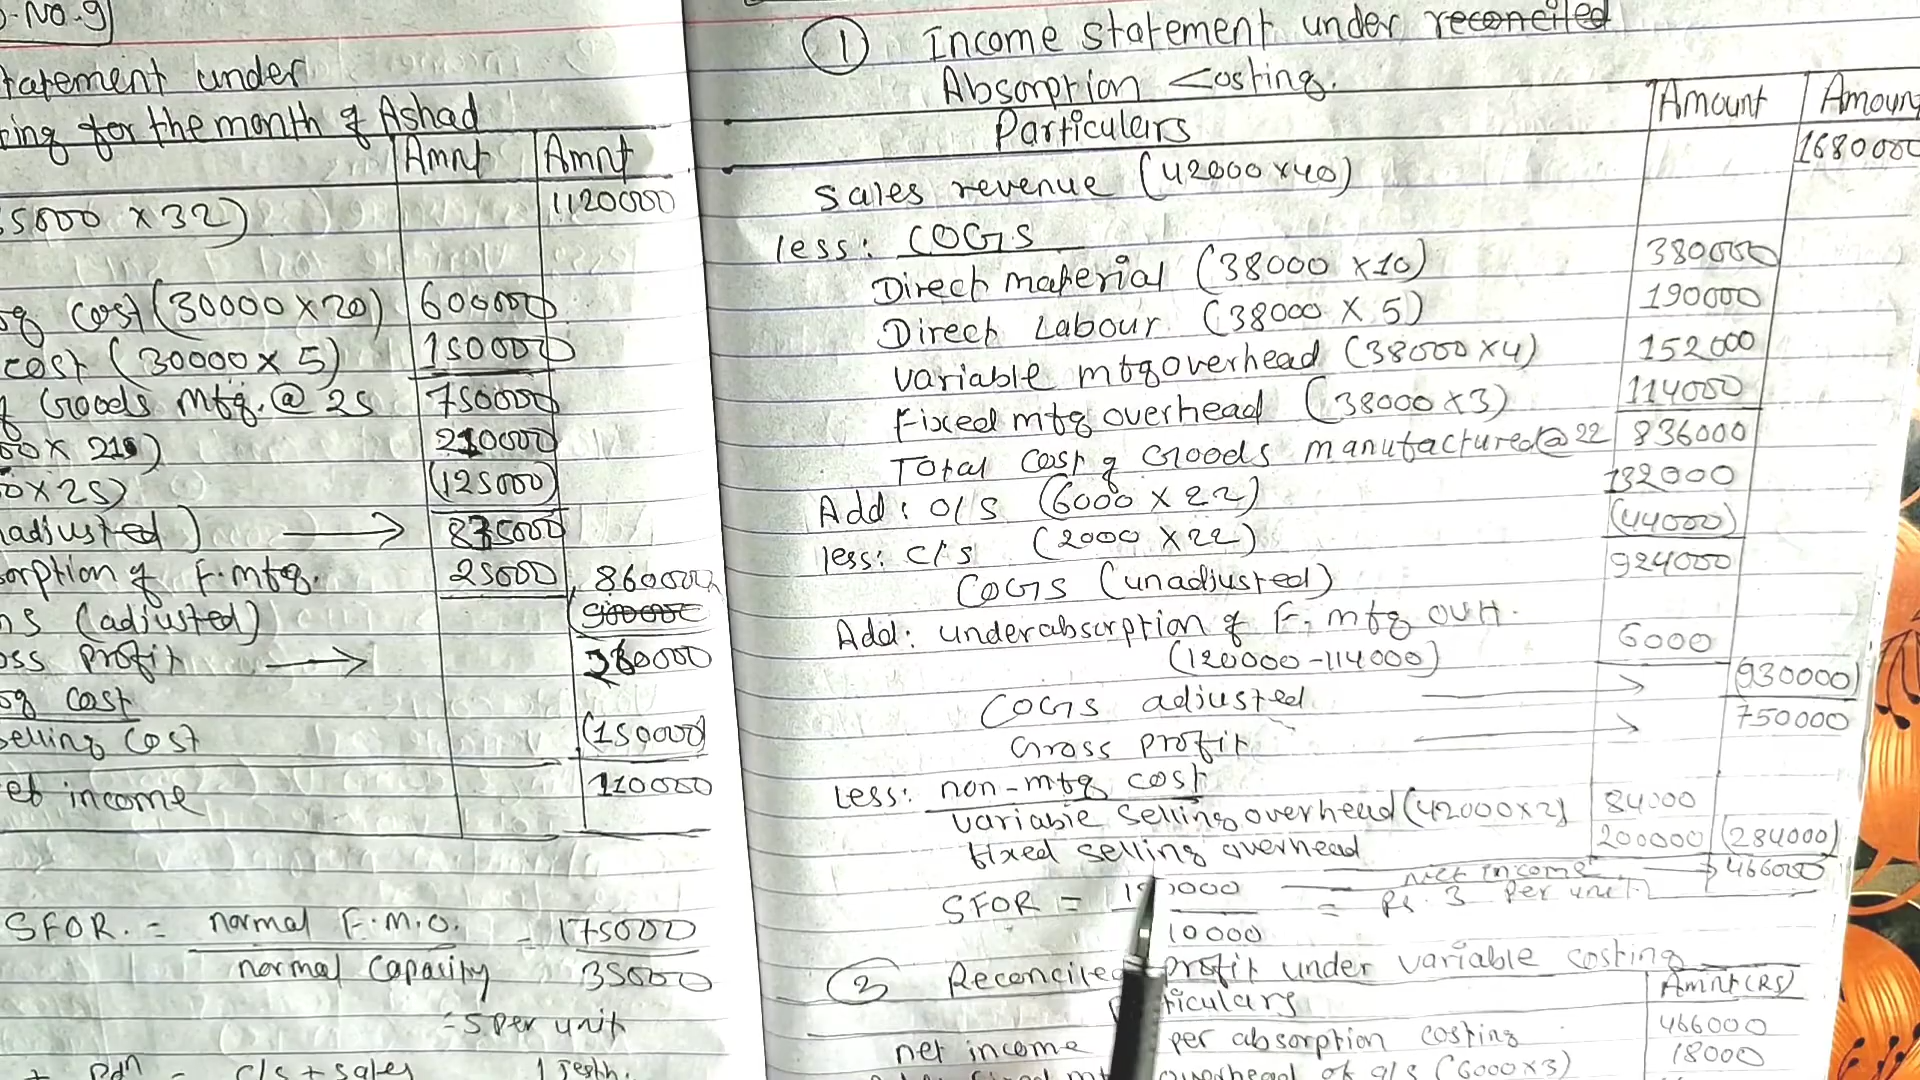 No.9
tatement under
ing for the month of Ashad
Amnt Amnt
5000 x 32) 1120000
cost (30000 x 20) 600000
cost (30000 x 5) 150000
Goods Mfg. @ 25 750000
(125000)
adjusted) → 835000
sorption of F.mfg. 25000 860000
ns (adjusted)
oss profit → 260000
cost
selling cost (150000)
et income 110000
SFOR. = normal F.M.O. = 175000
normal capacity 35000
= 5 per unit
+ Pdn = c/s + sales
① Income statement under reconciled
Absorption costing.
Particulars Amount Amoun
Sales revenue (42000 x 40) 1680000
less: COGS
Direct material (38000 x 10) 380000
Direct Labour (38000 x 5) 190000
Variable mfg overhead (38000 x 4) 152000
Fixed mfg overhead (38000 x 3) 114000
Total cost of Goods manufactured @ 22 836000
Add: O/S (6000 x 22) 132000
less: C/S (2000 x 22) (44000)
COGS (unadjusted) 924000
Add: underabsorption of F. mfg OVH.
(120000-114000) 6000
COGS adjusted → (930000)
Gross profit → 750000
Less: non-mfg cost
Variable selling overhead (42000 x 2) 84000
fixed selling overhead 200000 (284000)
net income → 466000
SFOR = = Rs. 3 per unit
10000
② Reconciled profit under variable costing
Amnt (RS)
net income per absorption costing 466000
overhead of o/s (6000 x 3) 18000